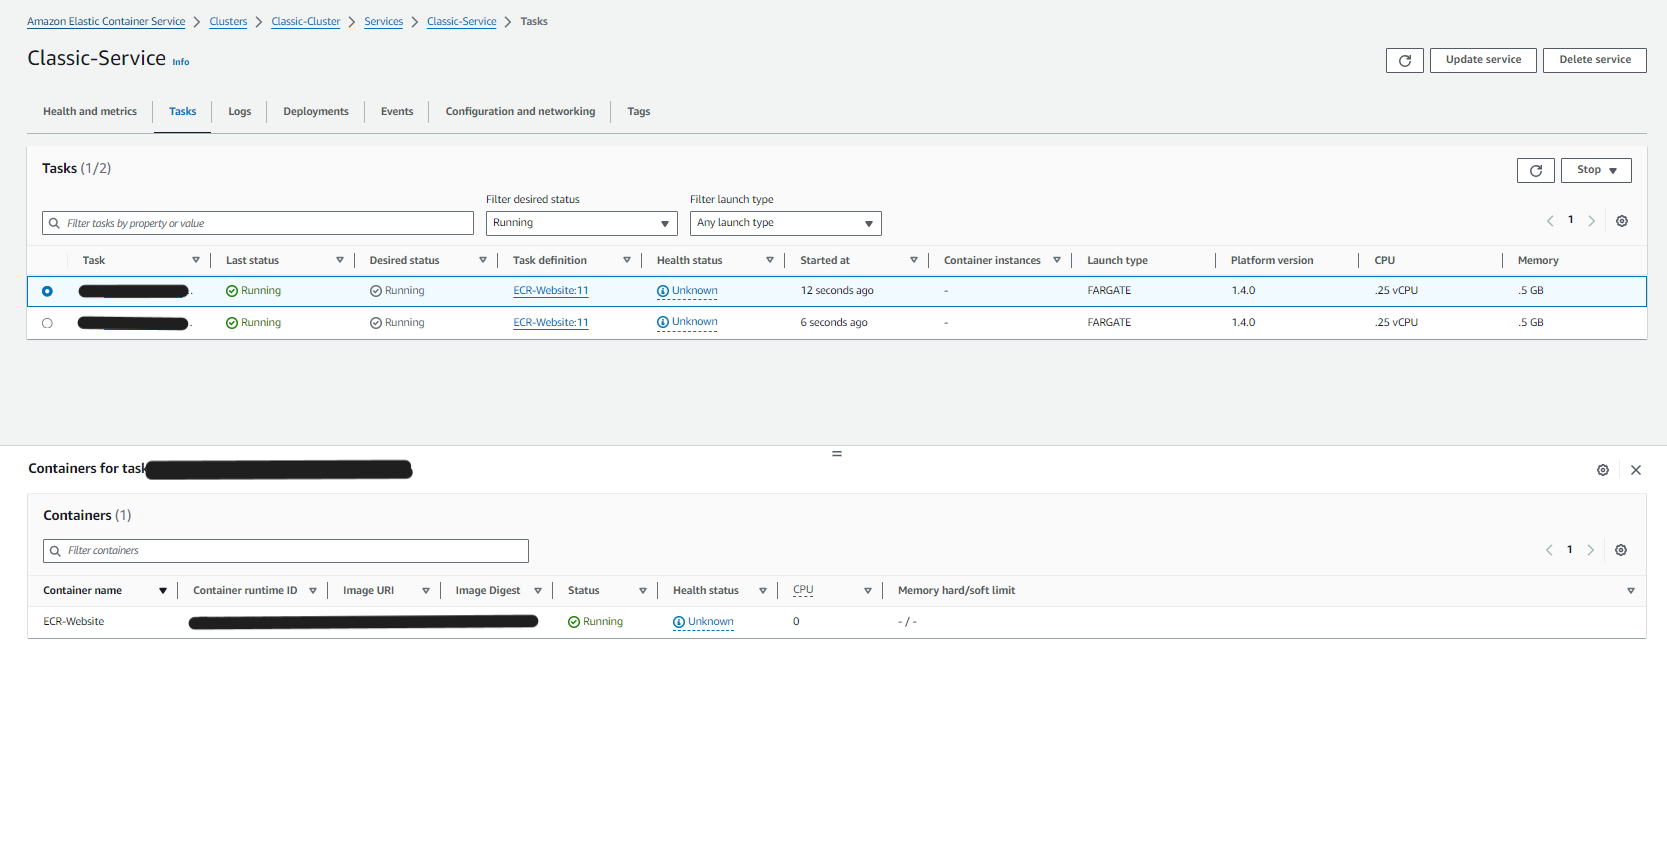 Amazon Elastic Container Service > Clusters > Classic-Cluster > Services > Classic-Service > Tasks
Classic-Service Info
Update service
Delete service
Health and metrics
Tasks
Logs
Deployments
Events
Configuration and networking
Tags
Tasks (1/2)
Stop
Filter desired status
Filter launch type
Filter tasks by property or value
Running
Any launch type
1
Task Last status Desired status Task definition Health status Started at Container instances Launch type Platform version CPU Memory
Running Running ECR-Website:11 Unknown 12 seconds ago - FARGATE 1.4.0 .25 vCPU .5 GB
Running Running ECR-Website:11 Unknown 6 seconds ago - FARGATE 1.4.0 .25 vCPU .5 GB
Containers for task
Containers (1)
Filter containers
1
Container name Container runtime ID Image URI Image Digest Status Health status CPU Memory hard/soft limit
ECR-Website Running Unknown 0 - / -